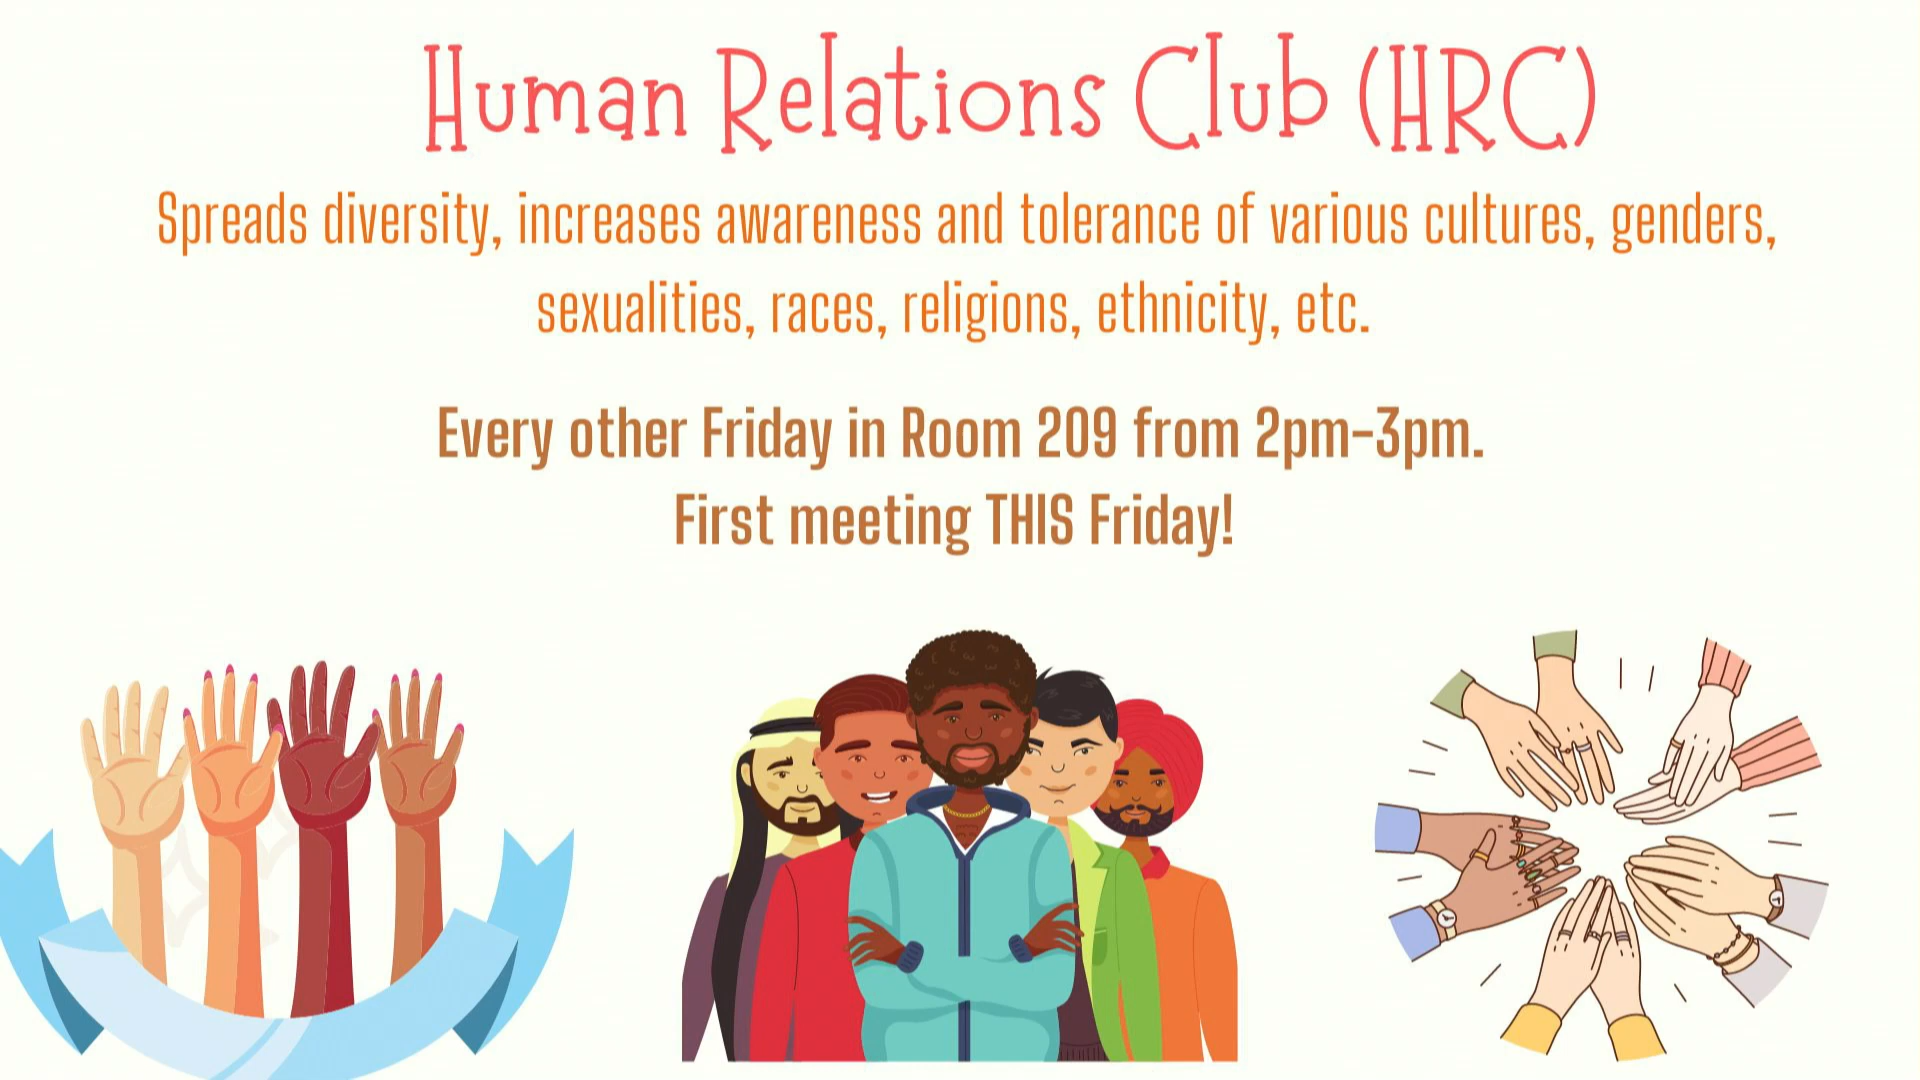 Human Relations Club (HRC)
Spreads diversity, increases awareness and tolerance of various cultures, genders,
sexualities, races, religions, ethnicity, etc.
Every other Friday in Room 209 from 2pm-3pm.
First meeting THIS Friday!